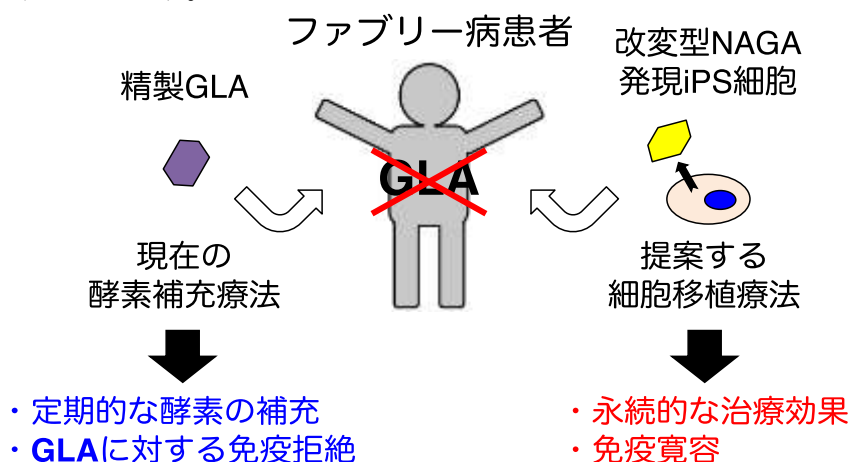 ファブリー病患者
精製GLA
改変型NAGA
発現iPS細胞
GLA
現在の
酵素補充療法
提案する
細胞移植療法
・定期的な酵素の補充
・GLAに対する免疫拒絶
・永続的な治療効果
・免疫寛容